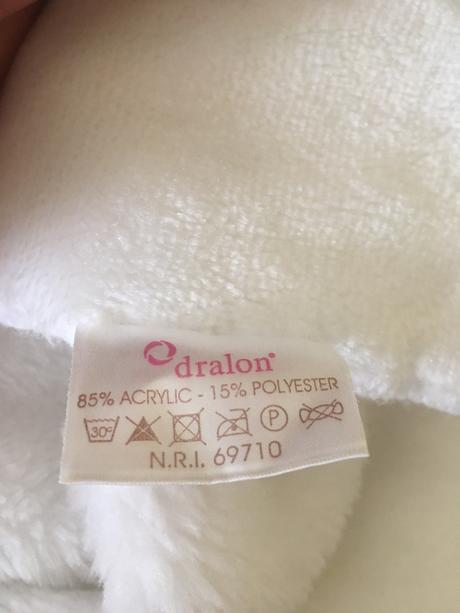 dralon®
85% ACRYLIC - 15% POLYESTER
30° P
N.R.I. 69710